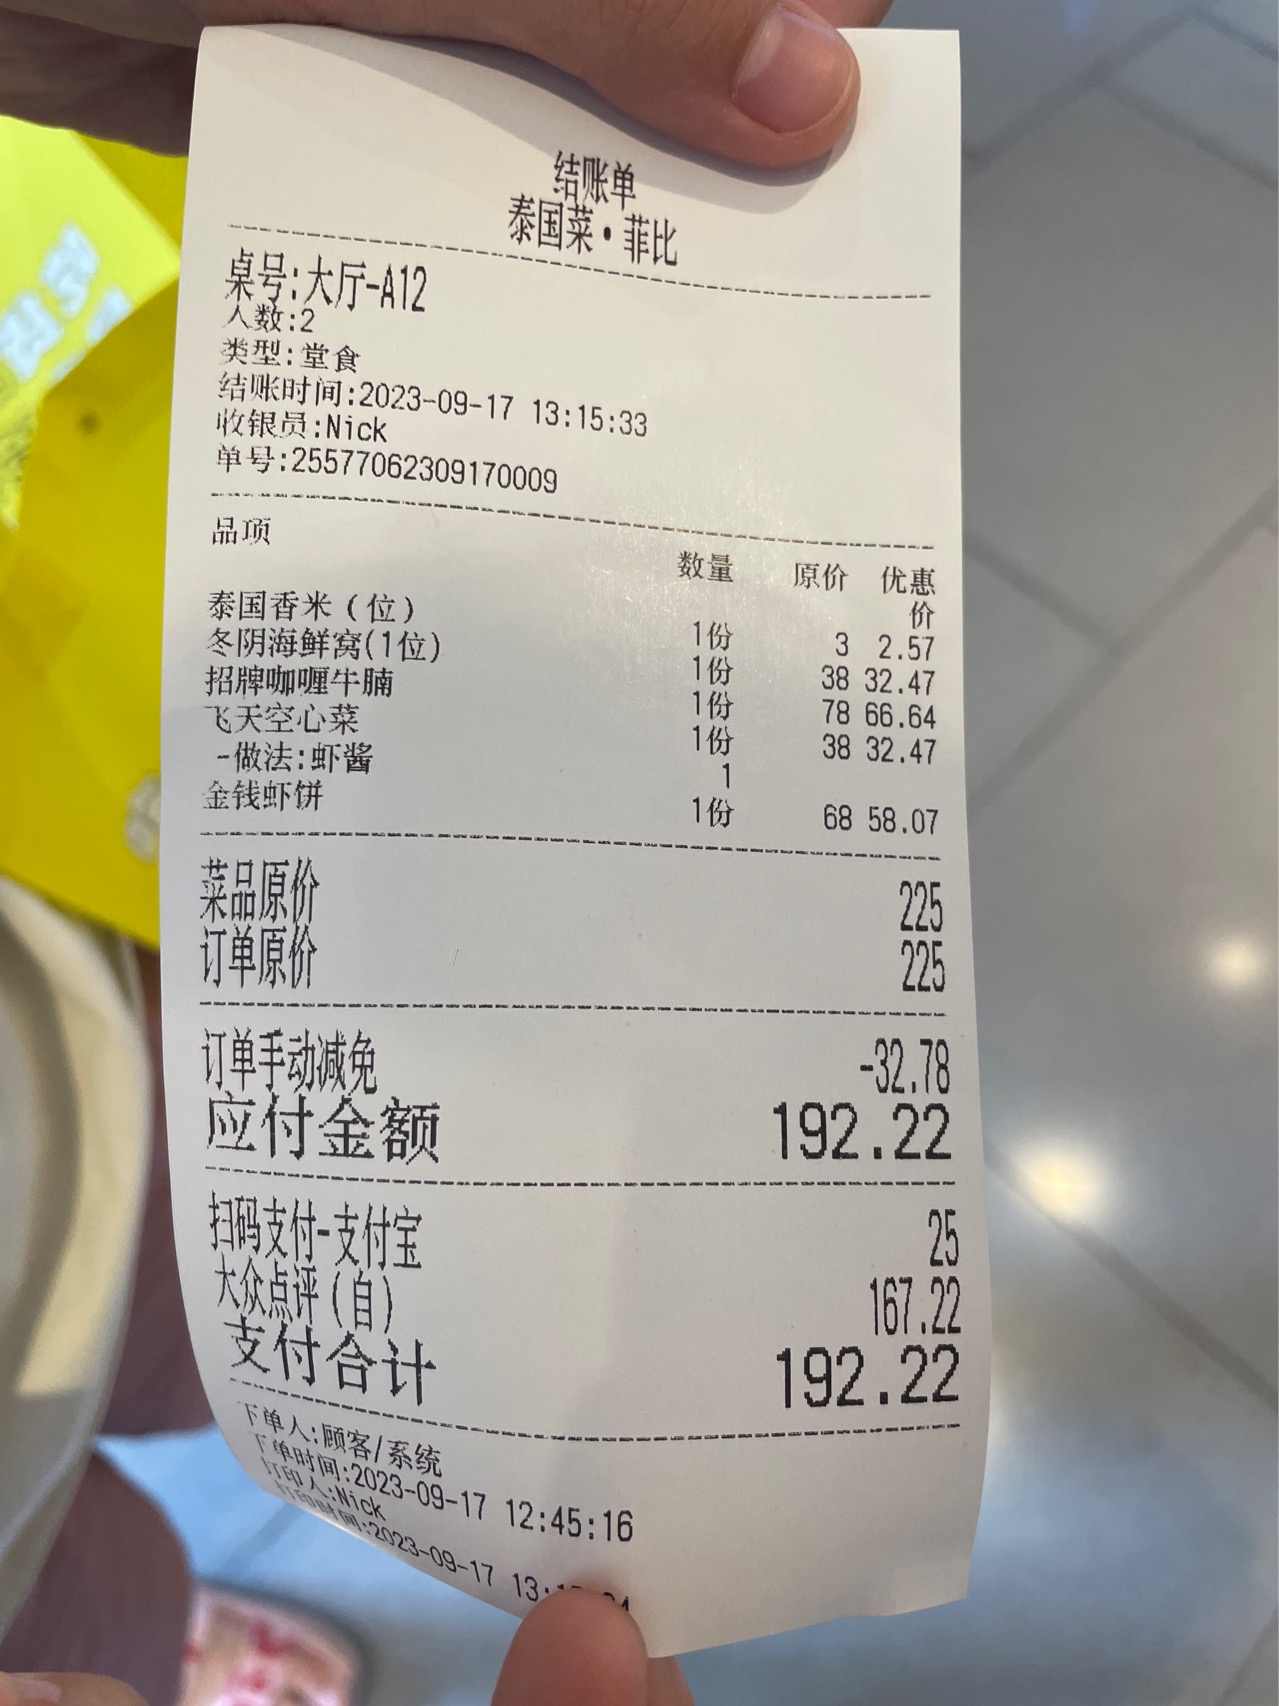 结账单
泰国菜·菲比
桌号:大厅-A12
人数:2
类型:堂食
结账时间:2023-09-17 13:15:33
收银员:Nick
单号:25577062309170009
品项 数量 原价 优惠价
泰国香米(位) 1份 3 2.57
冬阴海鲜窝(1位) 1份 38 32.47
招牌咖喱牛腩 1份 78 66.64
飞天空心菜 1份 38 32.47
-做法:虾酱 1
金钱虾饼 1份 68 58.07
菜品原价 225
订单原价 225
订单手动减免 -32.78
应付金额 192.22
扫码支付-支付宝 25
大众点评(自) 167.22
支付合计 192.22
下单人:顾客/系统
下单时间:2023-09-17 12:45:16
打印人:Nick
打印时间:2023-09-17